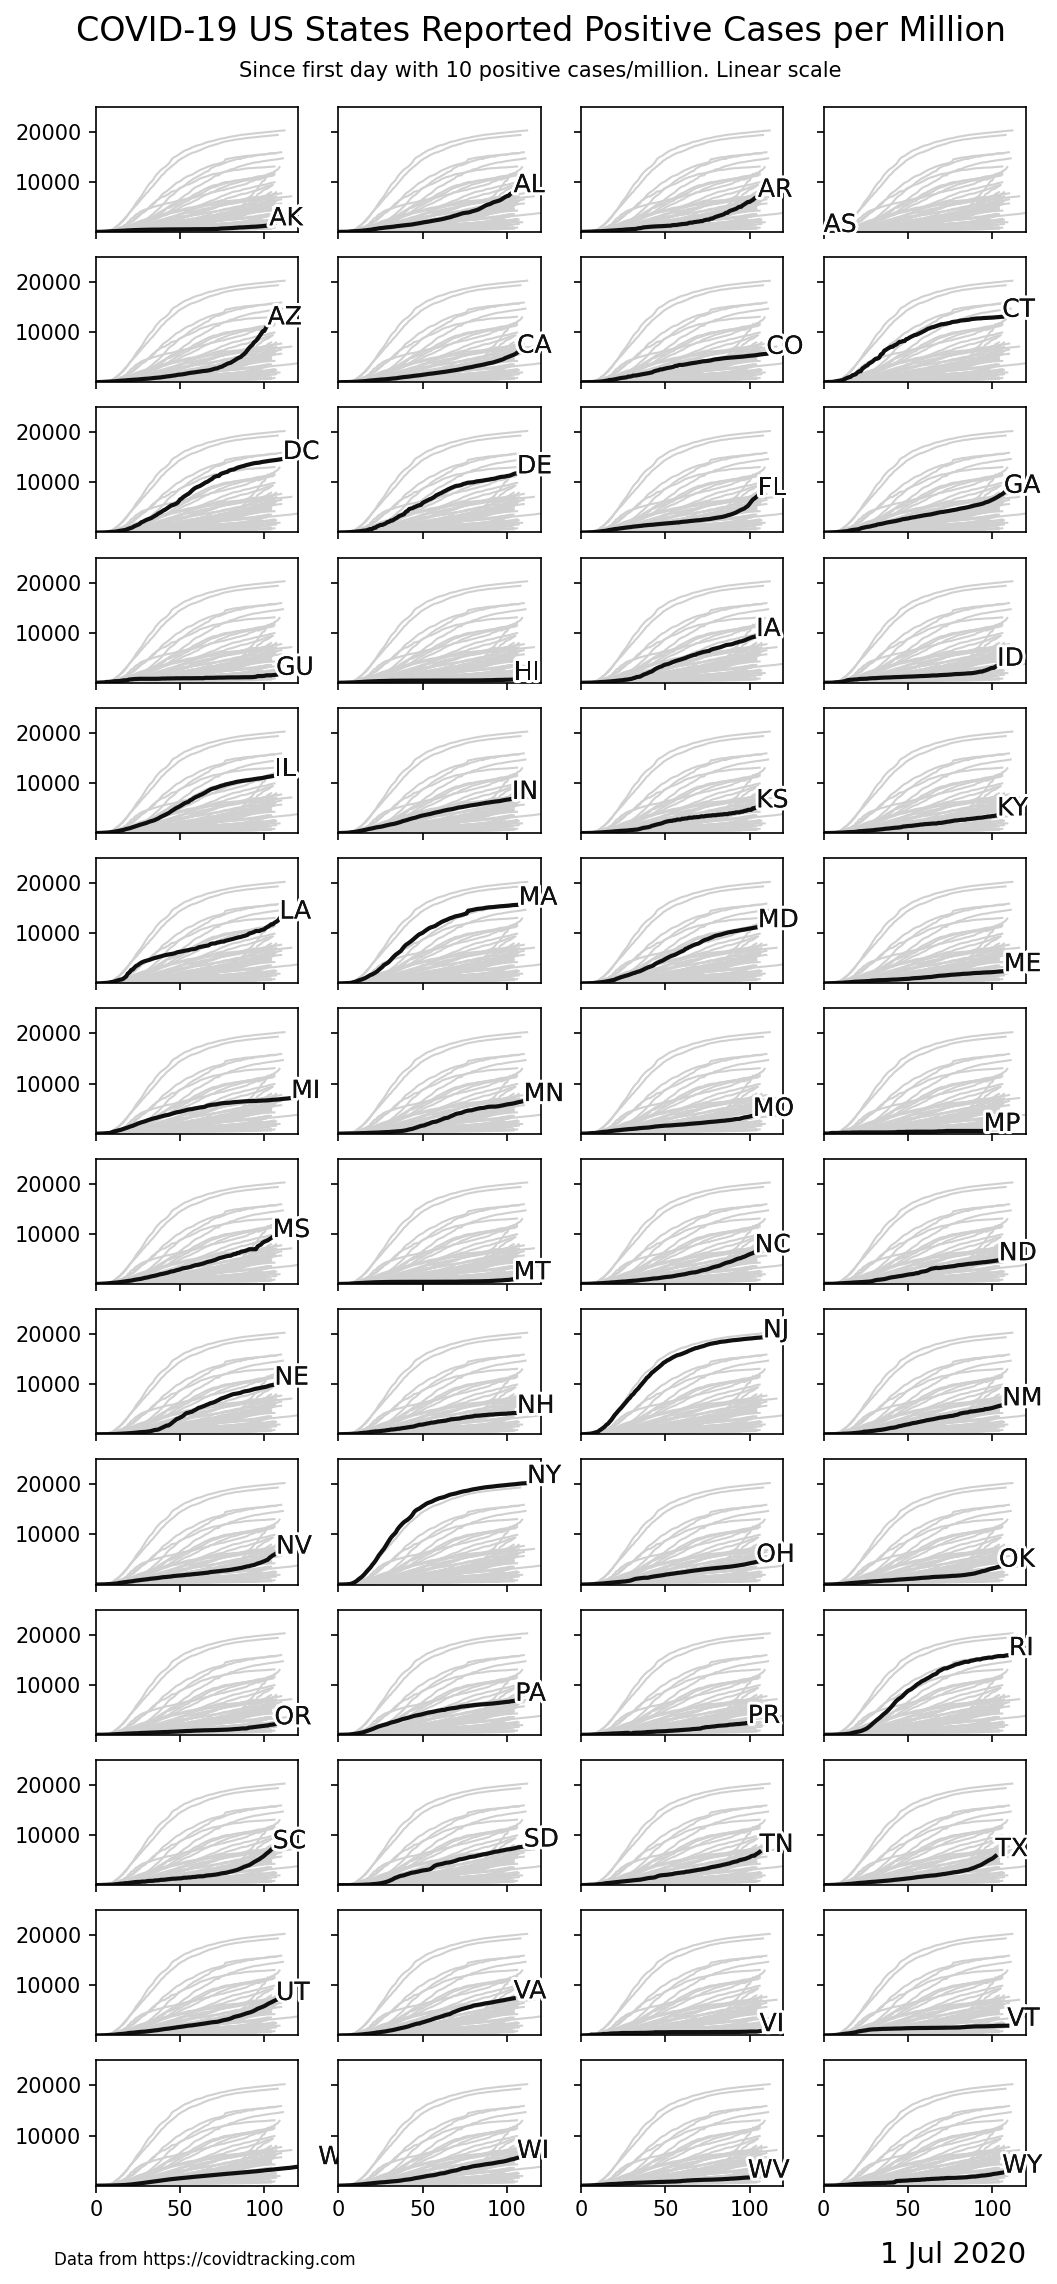 COVID-19 US States Reported Positive Cases per Million
Since first day with 10 positive cases/million. Linear scale
20000
10000
AK
AL
AR
AS
20000
10000
AZ
CA
CO
CT
20000
10000
DC
DE
FL
GA
20000
10000
GU
HI
IA
ID
20000
10000
IL
IN
KS
KY
20000
10000
LA
MA
MD
ME
20000
10000
MI
MN
MO
MP
20000
10000
MS
MT
NC
ND
20000
10000
NE
NH
NJ
NM
20000
10000
NV
NY
OH
OK
20000
10000
OR
PA
PR
RI
20000
10000
SC
SD
TN
TX
20000
10000
UT
VA
VI
VT
20000
10000
W
WI
WV
WY
0 50 100 0 50 100 0 50 100 0 50 100
Data from https://covidtracking.com
1 Jul 2020